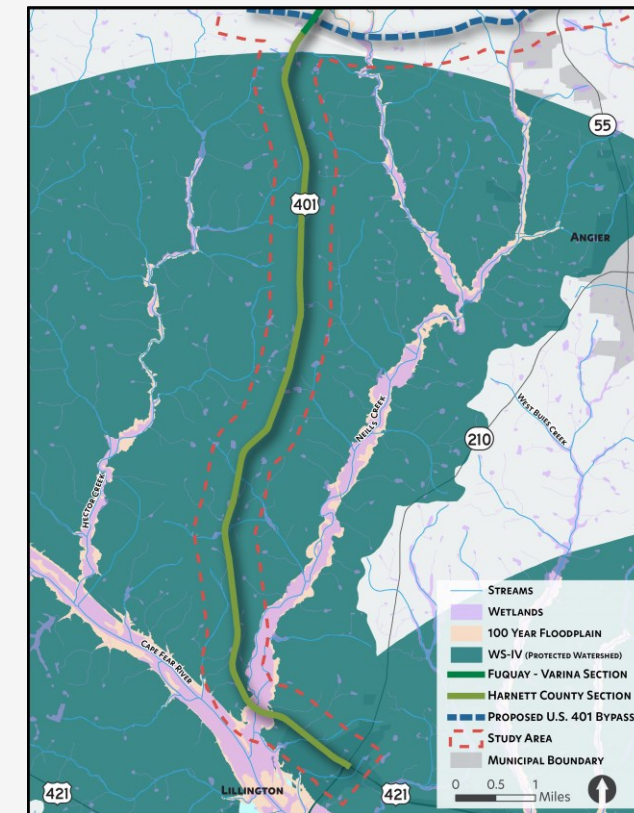 55
401
ANGIER
NEILLS CREEK
WEST BUIES CREEK
210
HECTOR CREEK
CAPE FEAR RIVER
LILLINGTON
421
421
STREAMS
WETLANDS
100 YEAR FLOODPLAIN
WS-IV (PROTECTED WATERSHED)
FUQUAY - VARINA SECTION
HARNETT COUNTY SECTION
PROPOSED U.S. 401 BYPASS
STUDY AREA
MUNICIPAL BOUNDARY
0 0.5 1
Miles